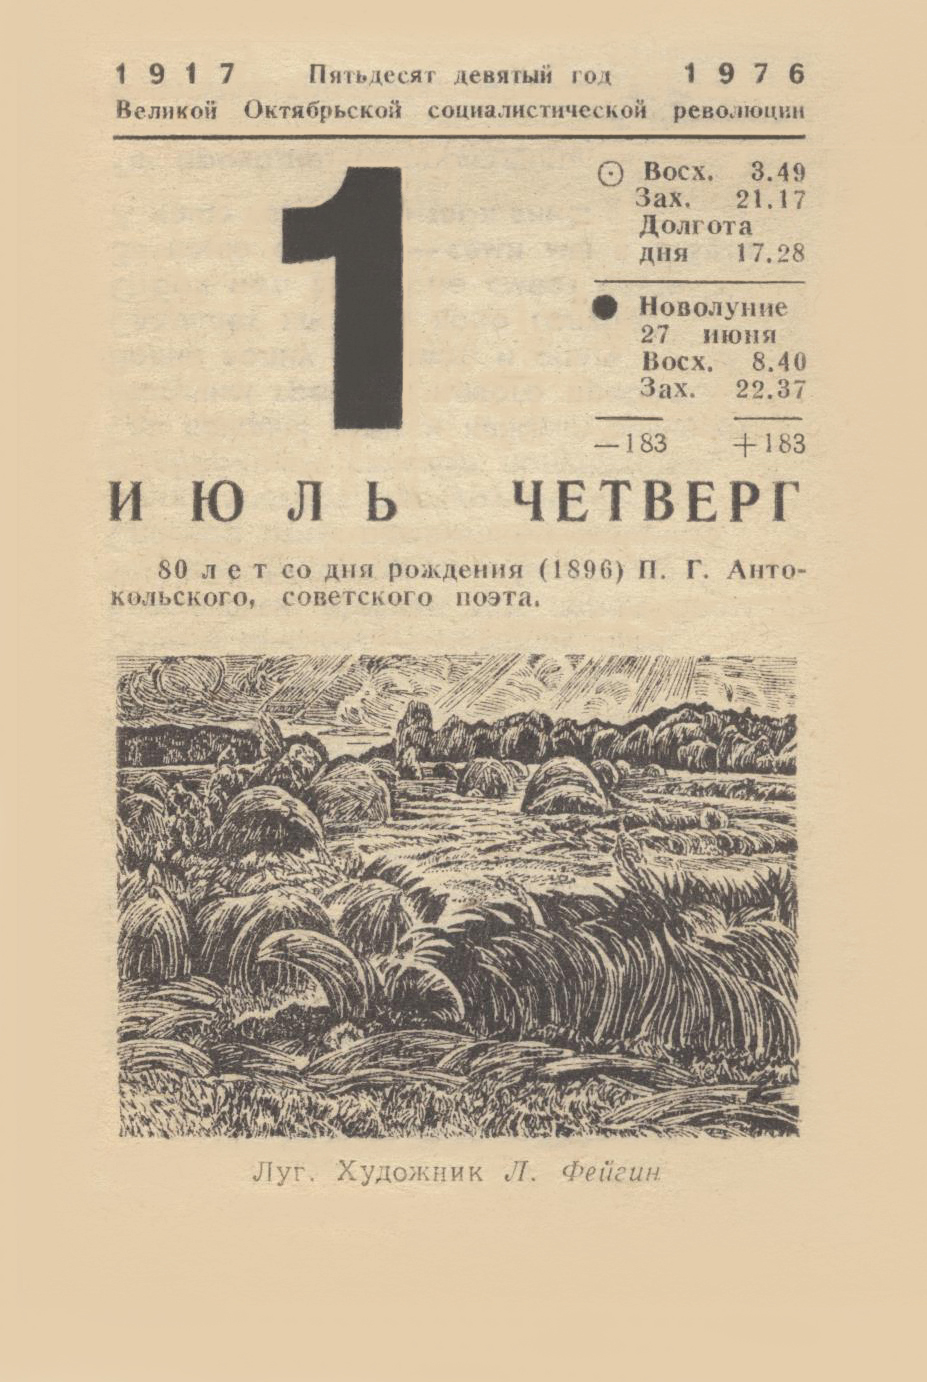 1917 Пятьдесят девятый год 1976
Великой Октябрьской социалистической революции
1
Восх. 3.49
Зах. 21.17
Долгота
дня 17.28
Новолуние
27 июня
Восх. 8.40
Зах. 22.37
—183 +183
ИЮЛЬ ЧЕТВЕРГ
80 лет со дня рождения (1896) П. Г. Анто-
кольского, советского поэта.
Луг. Художник Л. Фейгин